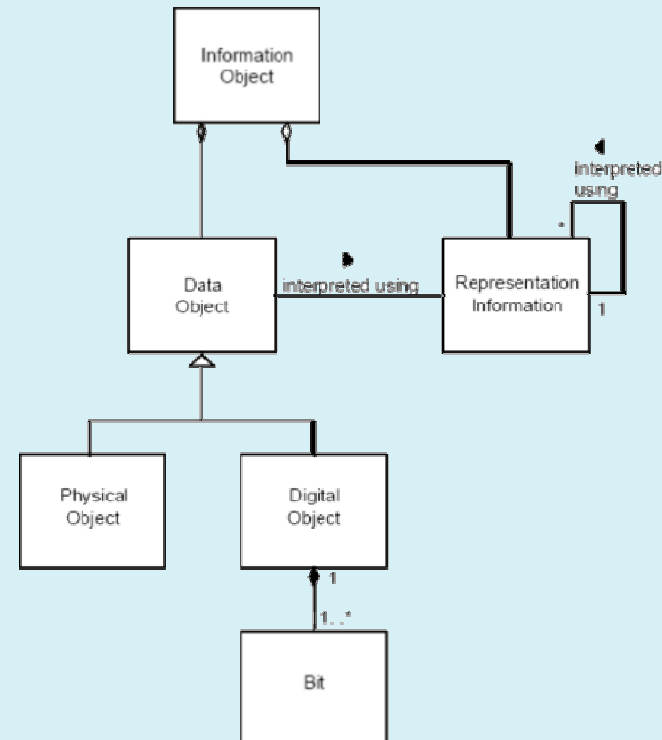 Information
Object
interpreted
using
*
1
Data
Object
interpreted using
Representation
Information
Physical
Object
Digital
Object
1
1..*
Bit